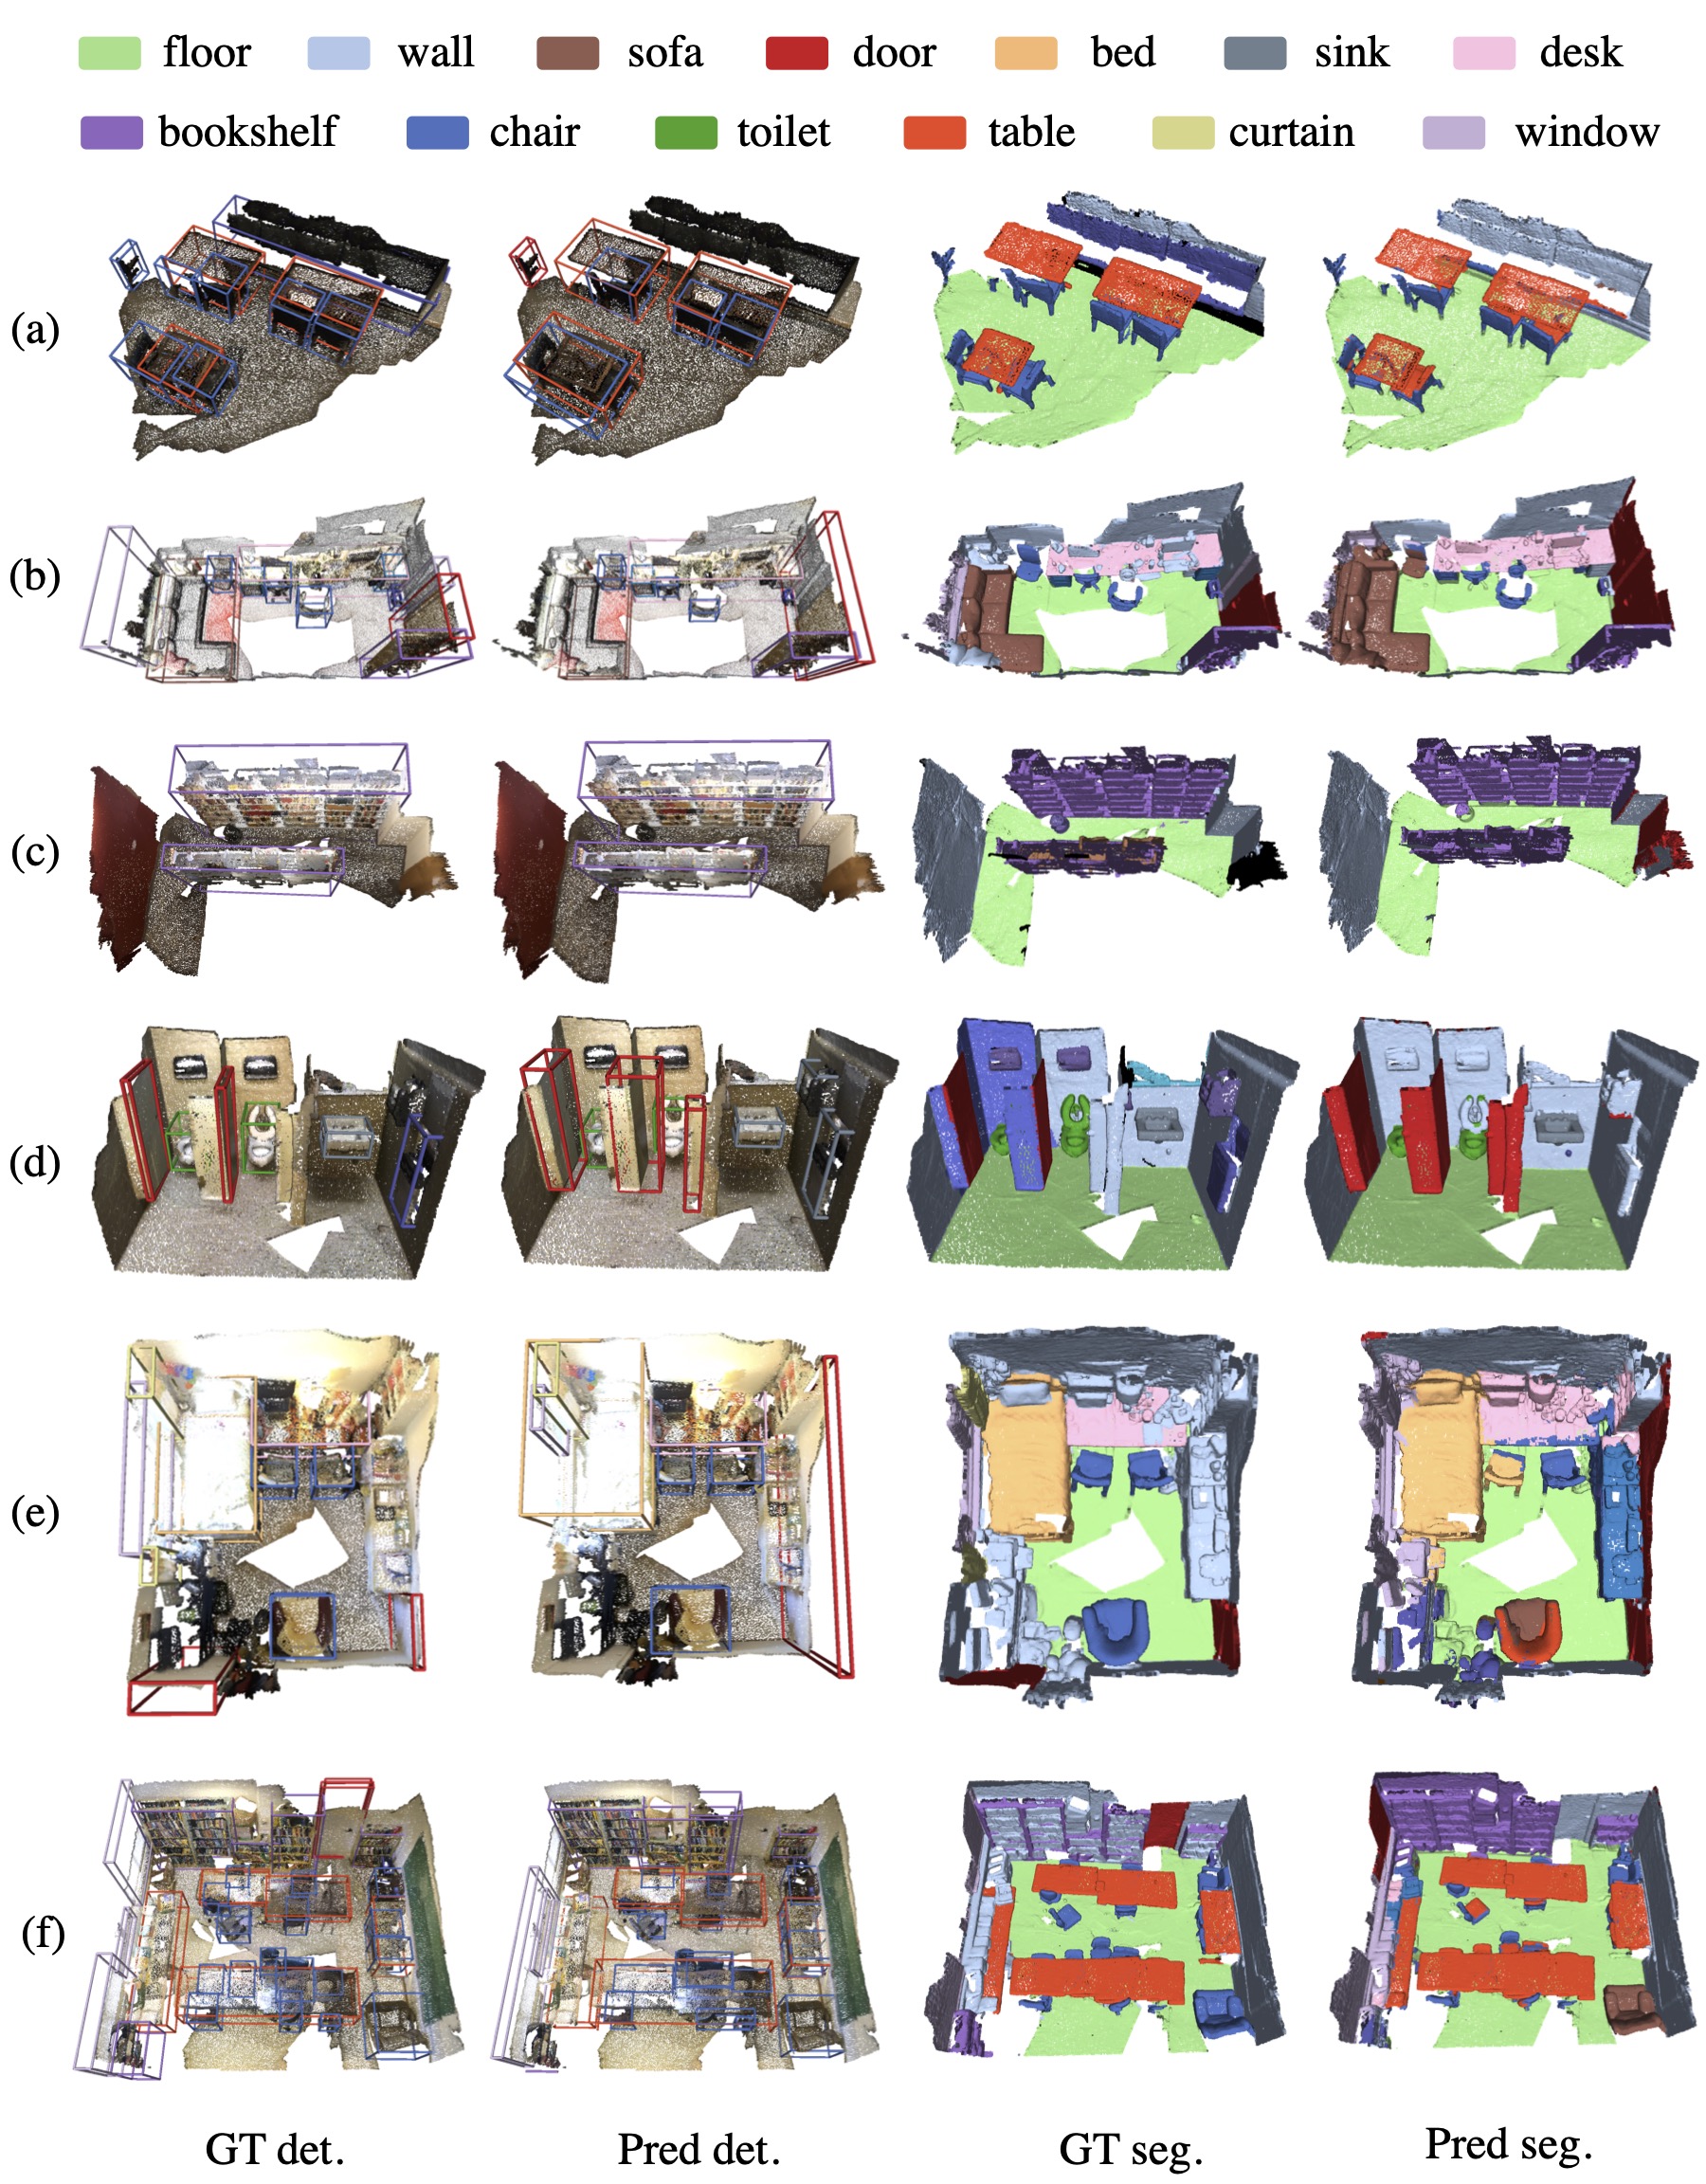 floor wall sofa door bed sink desk
bookshelf chair toilet table curtain window
(a)
(b)
(c)
(d)
(e)
(f)
GT det. Pred det. GT seg. Pred seg.